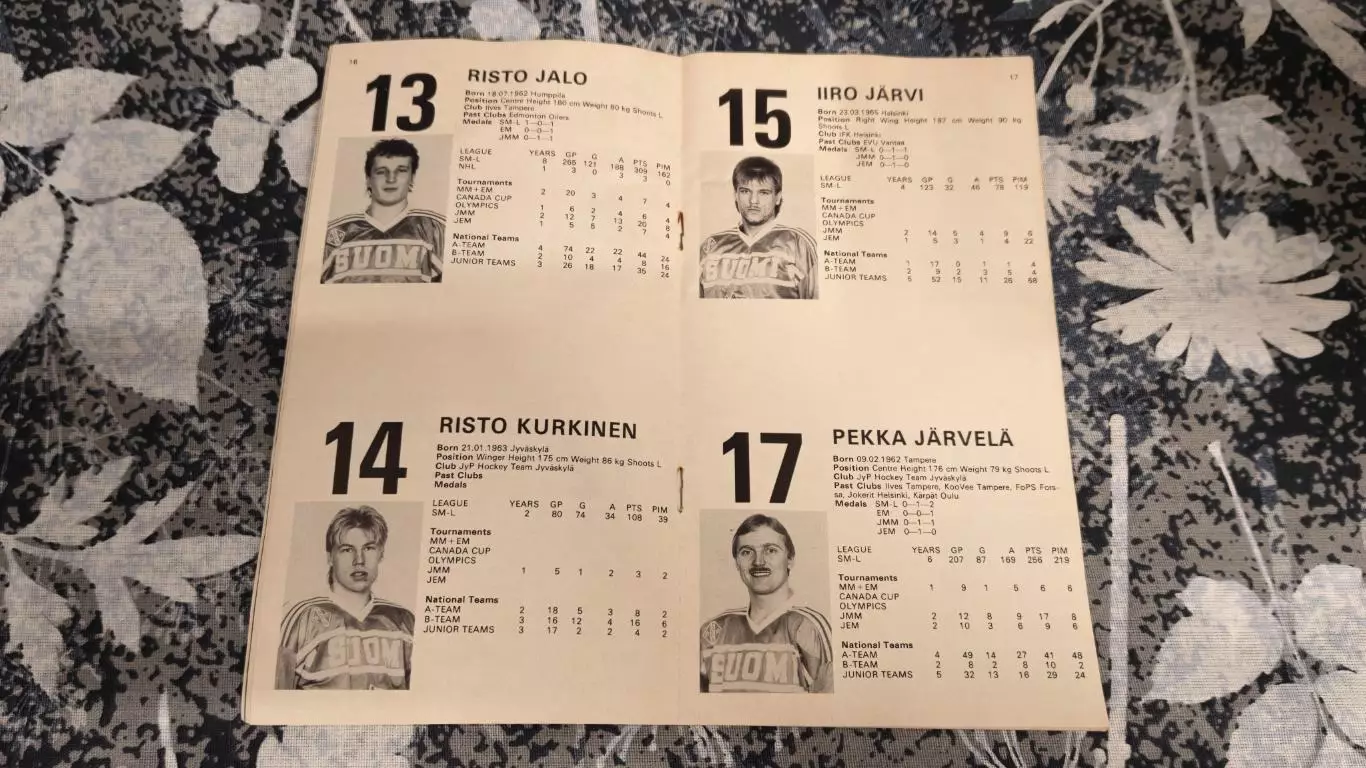 16
13
RISTO JALO
Born 18.07.1962 Humppila
Position Centre Height 180 cm Weight 80 kg Shoots L
Club Ilves Tampere
Past Clubs Edmonton Oilers
Medals SM-L 1—0—1
EM 0—0—1
JMM 0—1—1
LEAGUE YEARS GP G A PTS PIM
SM-L 8 265 121 188 309 162
NHL 1 3 0 3 3 0
Tournaments
MM+EM 2 20 3 4 7 4
CANADA CUP
OLYMPICS 1 6 2 4 6 4
JMM 2 12 7 13 20 8
JEM 1 5 5 2 7 4
National Teams
A-TEAM 4 74 22 22 44 24
B-TEAM 2 10 4 4 8 16
JUNIOR TEAMS 3 26 18 17 35 24
SUOMI
14
RISTO KURKINEN
Born 21.01.1963 Jyväskylä
Position Winger Height 175 cm Weight 86 kg Shoots L
Club JyP Hockey Team Jyväskylä
Past Clubs
Medals
LEAGUE YEARS GP G A PTS PIM
SM-L 2 80 74 34 108 39
Tournaments
MM+EM
CANADA CUP
OLYMPICS
JMM 1 5 1 2 3 2
JEM
National Teams
A-TEAM 2 18 5 3 8 2
B-TEAM 3 16 12 4 16 6
JUNIOR TEAMS 3 17 2 2 4 2
SUOMI
17
15
IIRO JÄRVI
Born 23.03.1965 Helsinki
Position Right Wing Height 187 cm Weight 90 kg
Shoots L
Club IFK Helsinki
Past Clubs EVU Vantaa
Medals SM-L 0—1—1
JMM 0—1—0
JEM 0—1—0
LEAGUE YEARS GP G A PTS PIM
SM-L 4 123 32 46 78 119
Tournaments
MM+EM
CANADA CUP
OLYMPICS
JMM 2 14 5 4 9 6
JEM 1 5 3 1 4 22
National Teams
A-TEAM 1 17 0 1 1 4
B-TEAM 2 9 2 3 5 4
JUNIOR TEAMS 6 52 15 11 26 68
SUOMI
17
PEKKA JÄRVELÄ
Born 09.02.1962 Tampere
Position Centre Height 176 cm Weight 79 kg Shoots L
Club JyP Hockey Team Jyväskylä
Past Clubs Ilves Tampere, KooVee Tampere, FoPS Fors-
sa, Jokerit Helsinki, Kärpät Oulu
Medals SM-L 0—1—2
EM 0—0—1
JMM 0—1—1
JEM 0—1—0
LEAGUE YEARS GP G A PTS PIM
SM-L 6 207 87 169 256 219
Tournaments
MM+EM 1 9 1 5 6 6
CANADA CUP
OLYMPICS
JMM 2 12 8 9 17 8
JEM 2 10 3 6 9 6
National Teams
A-TEAM 4 49 14 27 41 48
B-TEAM 2 8 2 8 10 2
JUNIOR TEAMS 5 32 13 16 29 24
SUOMI